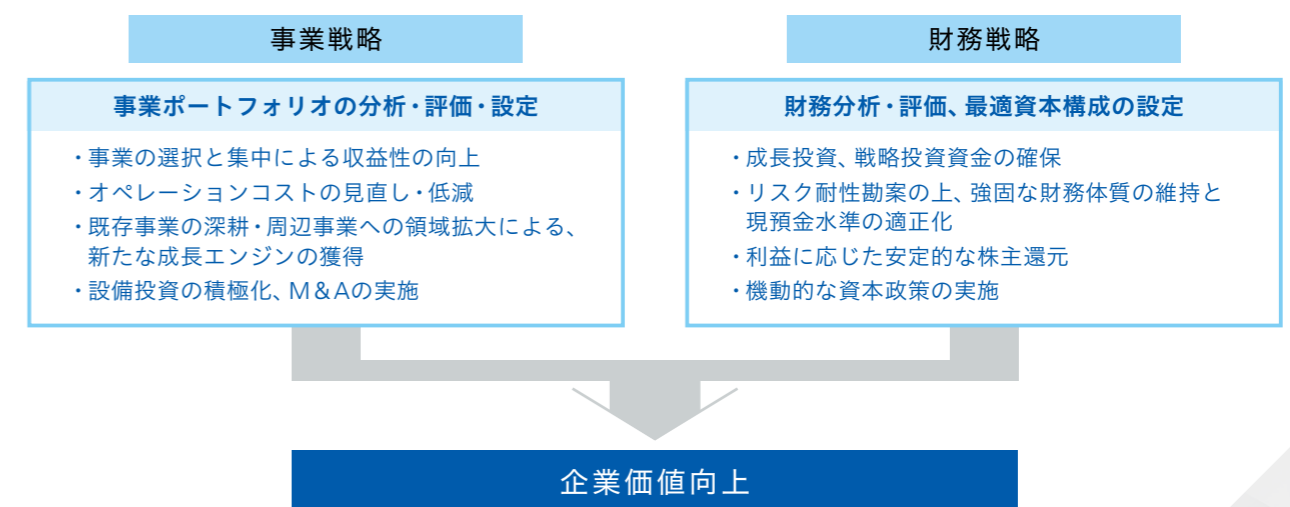 事業戦略
事業ポートフォリオの分析・評価・設定
・事業の選択と集中による収益性の向上
・オペレーションコストの見直し・低減
・既存事業の深耕・周辺事業への領域拡大による、
新たな成長エンジンの獲得
・設備投資の積極化、M&Aの実施
財務戦略
財務分析・評価、最適資本構成の設定
・成長投資、戦略投資資金の確保
・リスク耐性勘案の上、強固な財務体質の維持と
現預金水準の適正化
・利益に応じた安定的な株主還元
・機動的な資本政策の実施
企業価値向上